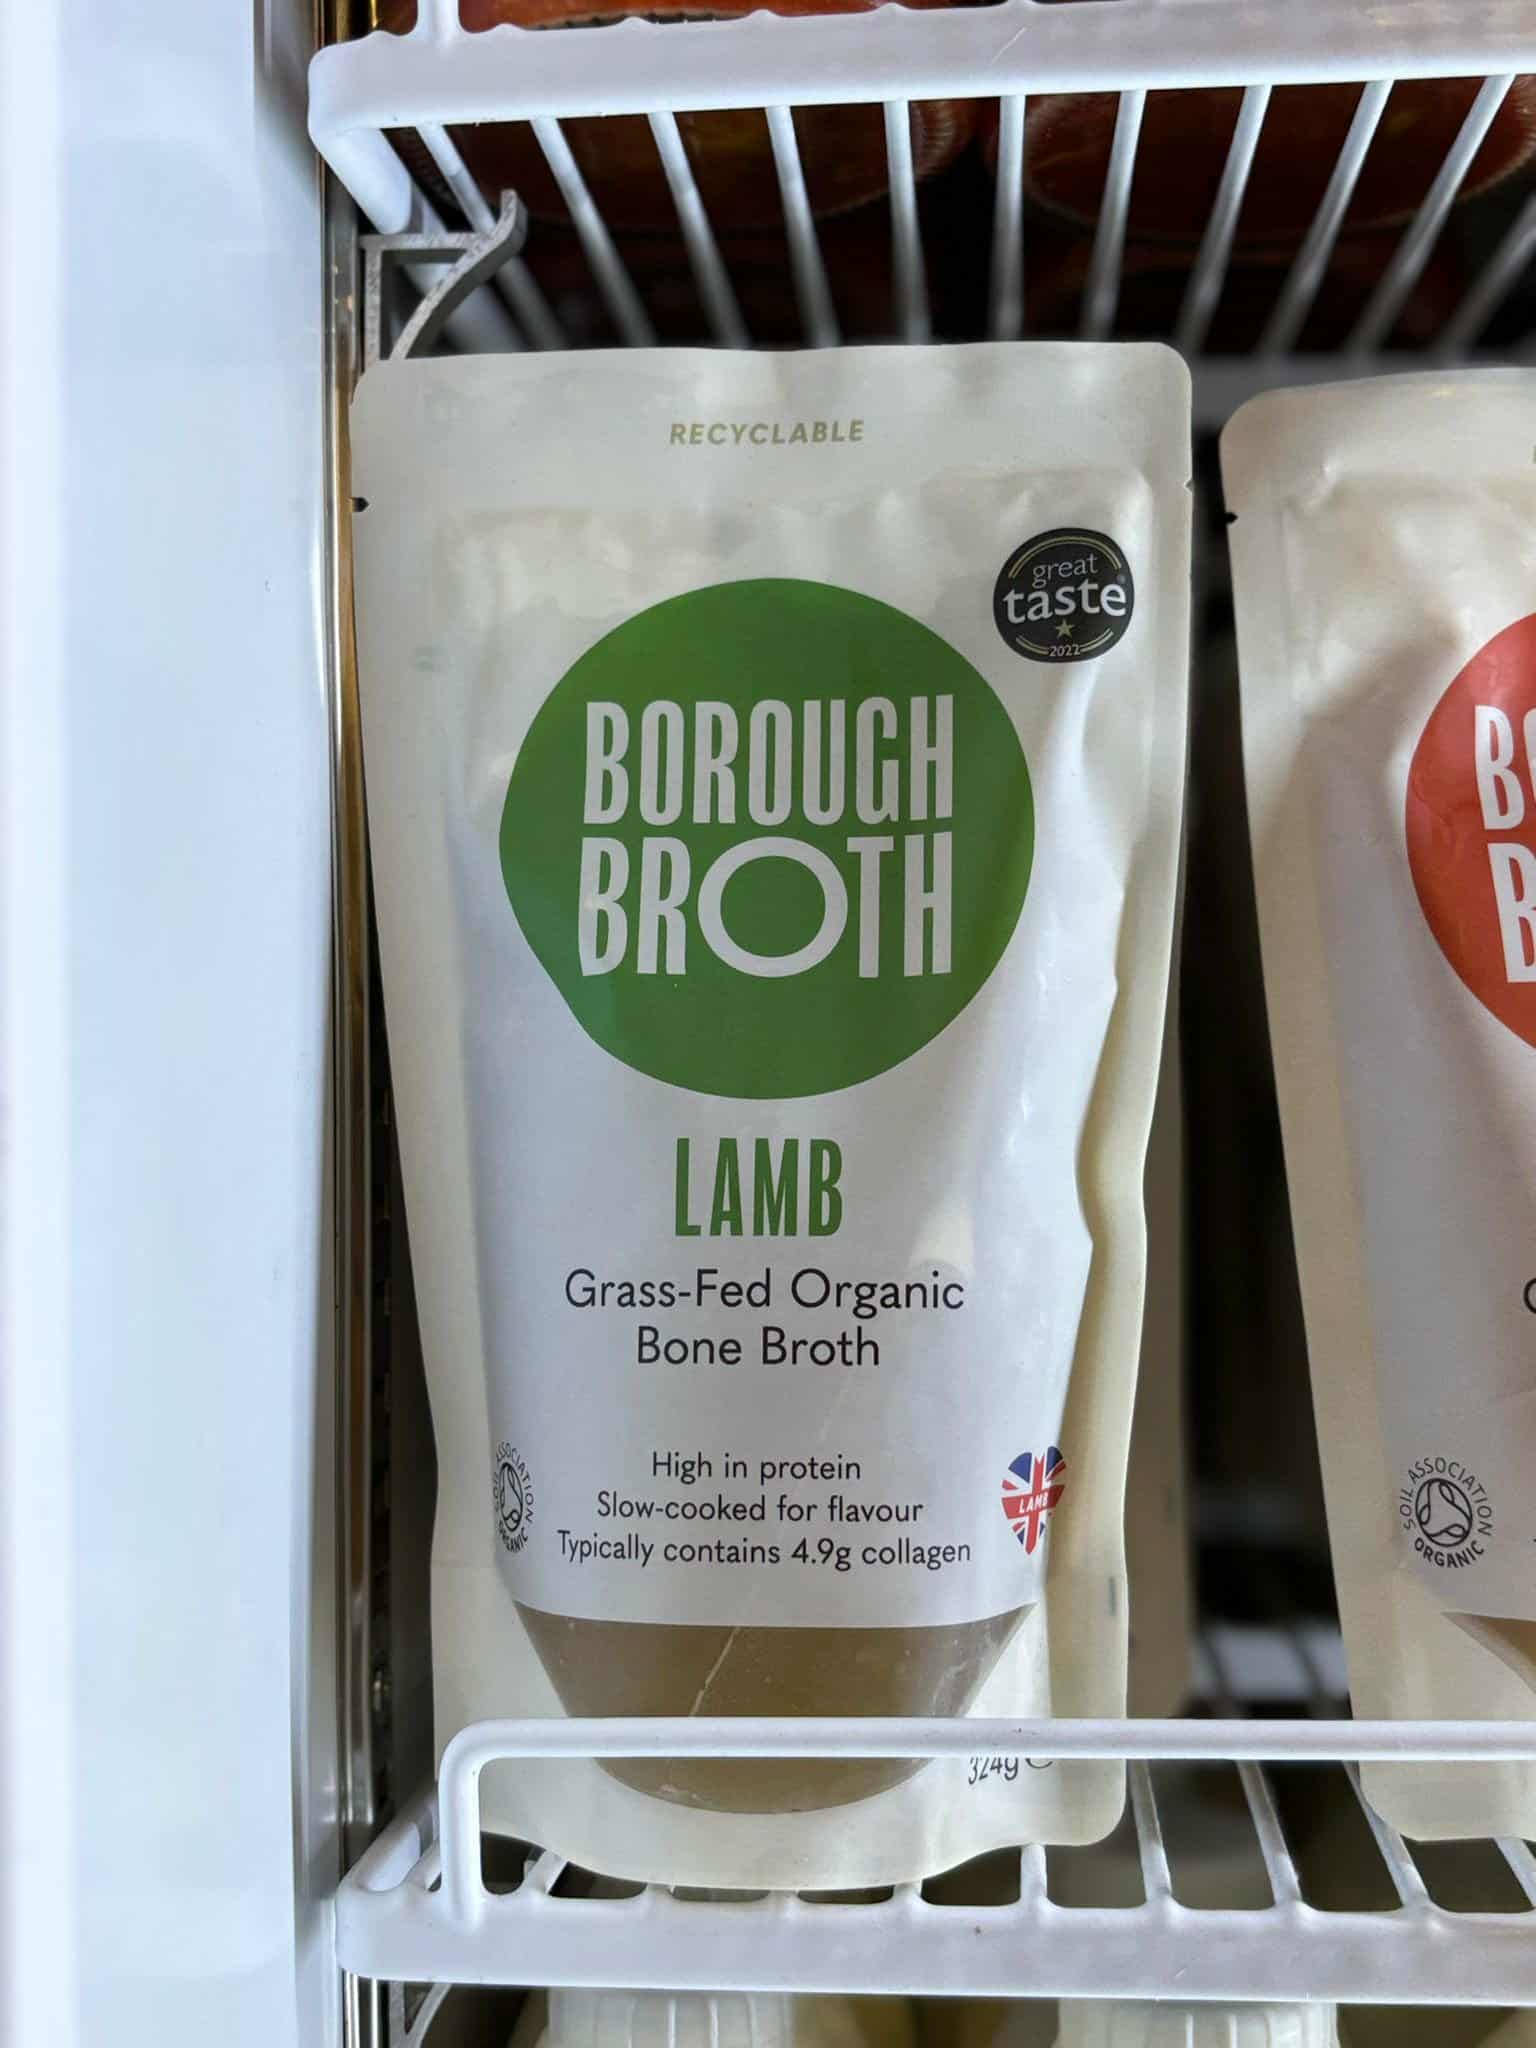 RECYCLABLE
great
taste
2022
BOROUGH
BROTH
LAMB
Grass-Fed Organic
Bone Broth
High in protein
Slow-cooked for flavour
Typically contains 4.9g collagen
SOIL ASSOCIATION
ORGANIC
LAMB
324g℮
BO
B
SOIL ASSOCIATION
ORGANIC